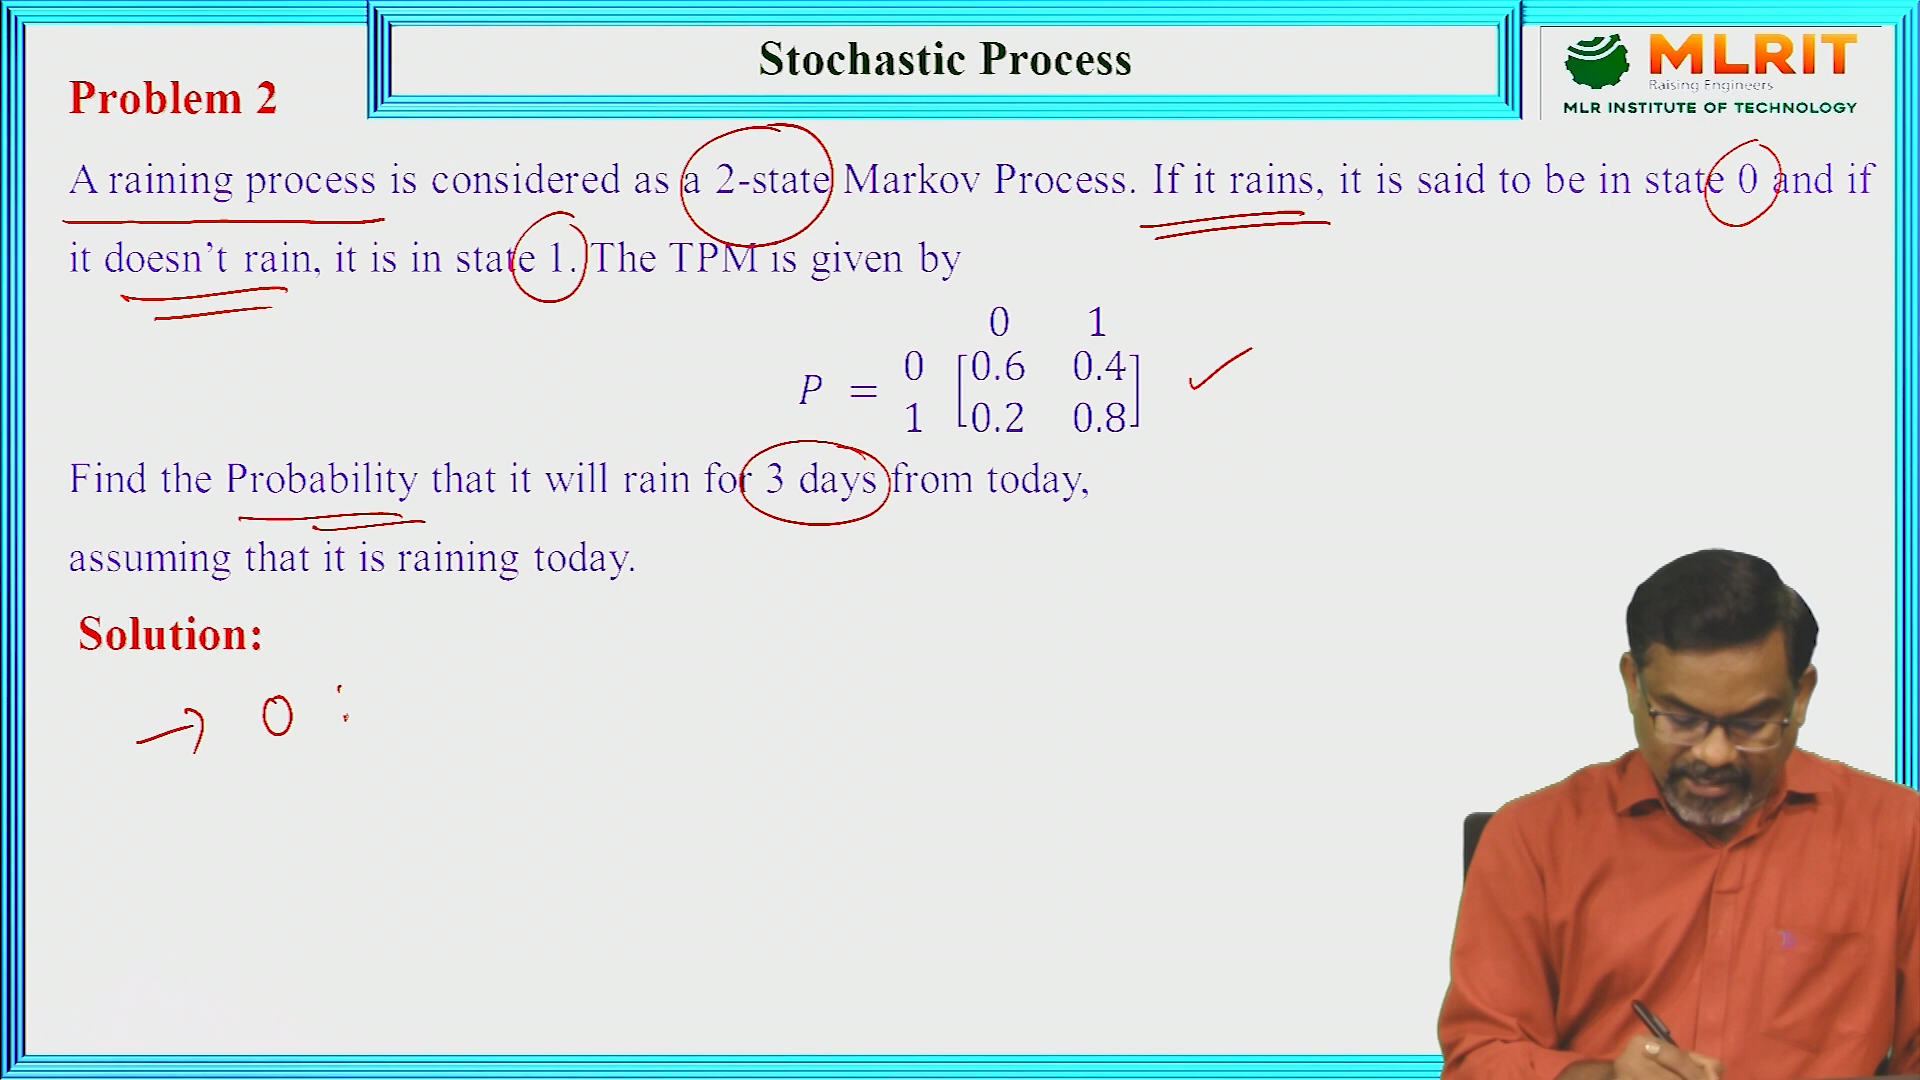 Stochastic Process
MLRIT
Raising Engineers
MLR INSTITUTE OF TECHNOLOGY
Problem 2
A raining process is considered as a 2-state Markov Process. If it rains, it is said to be in state 0 and if
it doesn’t rain, it is in state 1. The TPM is given by
0 1
P = 0 [0.6 0.4]
1 [0.2 0.8]
Find the Probability that it will rain for 3 days from today,
assuming that it is raining today.
Solution:
→ 0 :